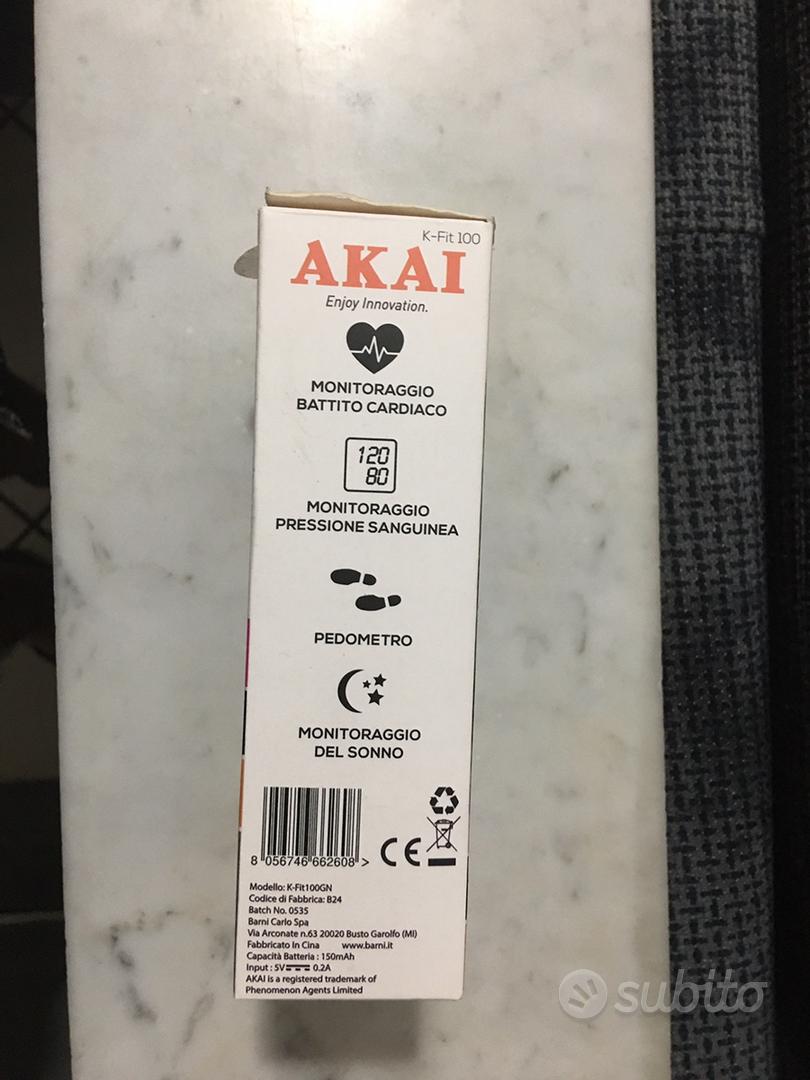 K-Fit 100
AKAI
Enjoy Innovation.
MONITORAGGIO
BATTITO CARDIACO
120
80
MONITORAGGIO
PRESSIONE SANGUINEA
PEDOMETRO
MONITORAGGIO
DEL SONNO
8 056746 662608 >
CE
Modello: K-Fit100GN
Codice di Fabbrica: B24
Batch No. 0535
Barni Carlo Spa
Via Arconate n.63 20020 Busto Garolfo (MI)
Fabbricato In Cina www.barni.it
Capacità Batteria : 150mAh
Input : 5V 0.2A
AKAI is a registered trademark of
Phenomenon Agents Limited
subito